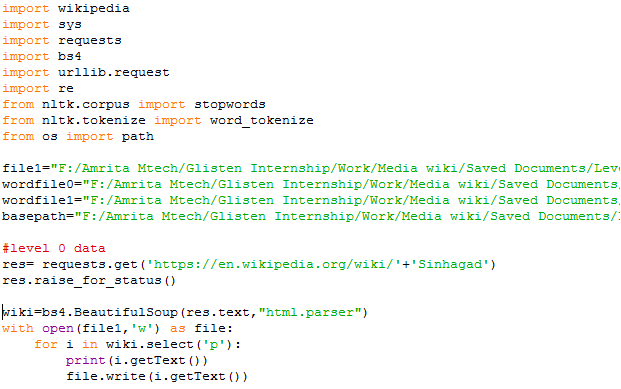 import wikipedia
import sys
import requests
import bs4
import urllib.request
import re
from nltk.corpus import stopwords
from nltk.tokenize import word_tokenize
from os import path
file1="F:/Amrita Mtech/Glisten Internship/Work/Media wiki/Saved Documents/Leve
wordfile0="F:/Amrita Mtech/Glisten Internship/Work/Media wiki/Saved Documents/
wordfile1="F:/Amrita Mtech/Glisten Internship/Work/Media wiki/Saved Documents/
basepath="F:/Amrita Mtech/Glisten Internship/Work/Media wiki/Saved Documents/
#level 0 data
res= requests.get('https://en.wikipedia.org/wiki/'+'Sinhagad')
res.raise_for_status()
wiki=bs4.BeautifulSoup(res.text,"html.parser")
with open(file1,'w') as file:
    for i in wiki.select('p'):
        print(i.getText())
        file.write(i.getText())